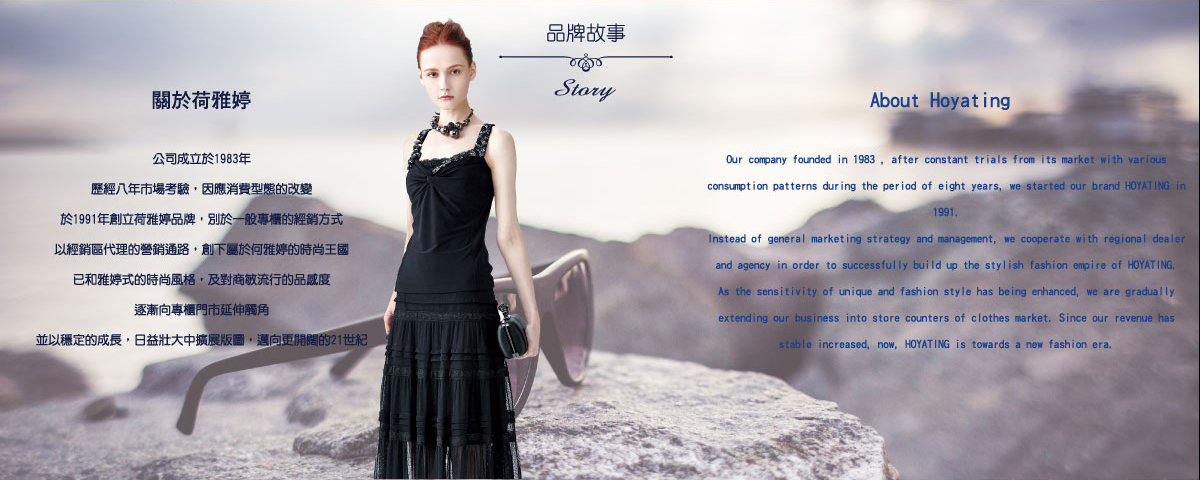 品牌故事
Story
關於荷雅婷
公司成立於1983年
歷經八年市場考驗，因應消費型態的改變
於1991年創立荷雅婷品牌，別於一般專櫃的經銷方式
以經銷區代理的營銷通路，創下屬於何雅婷的時尚王國
已和雅婷式的時尚風格，及對商敏流行的品感度
逐漸向專櫃門市延伸觸角
並以穩定的成長，日益壯大中擴展版圖，邁向更開闊的21世紀
About Hoyating
Our company founded in 1983 , after constant trials from its market with various
consumption patterns during the period of eight years, we started our brand HOYATING in
1991.
Instead of general marketing strategy and management, we cooperate with regional dealer
and agency in order to successfully build up the stylish fashion empire of HOYATING.
As the sensitivity of unique and fashion style has being enhanced, we are gradually
extending our business into store counters of clothes market. Since our revenue has
stable increased, now, HOYATING is towards a new fashion era.